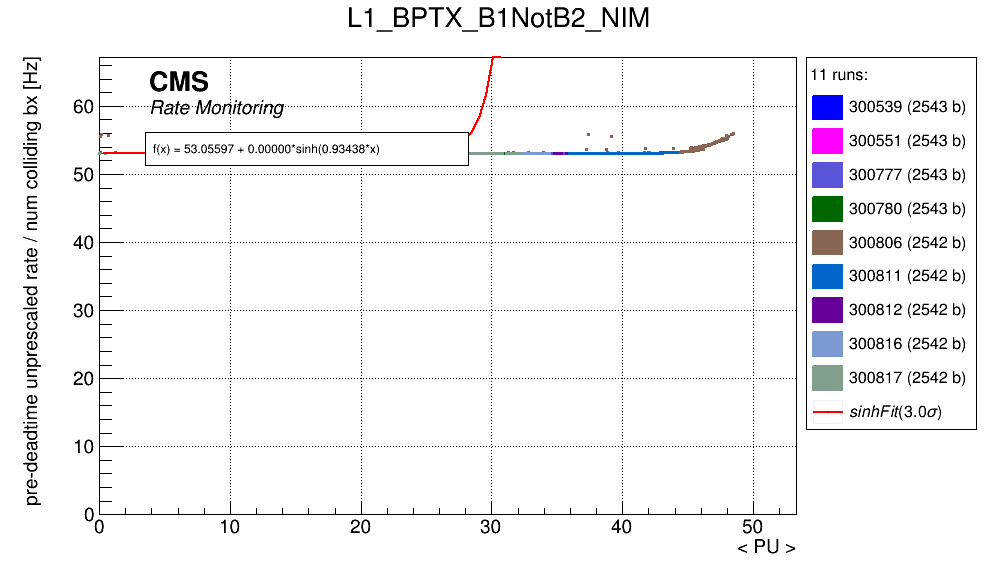 L1_BPTX_B1NotB2_NIM
pre-deadtime unprescaled rate / num colliding bx [Hz]
CMS
Rate Monitoring
f(x) = 53.05597 + 0.00000*sinh(0.93438*x)
60
50
40
30
20
10
0
0 10 20 30 40 50
< PU >
11 runs:
300539 (2543 b)
300551 (2543 b)
300777 (2543 b)
300780 (2543 b)
300806 (2542 b)
300811 (2542 b)
300812 (2542 b)
300816 (2542 b)
300817 (2542 b)
sinhFit(3.0σ)